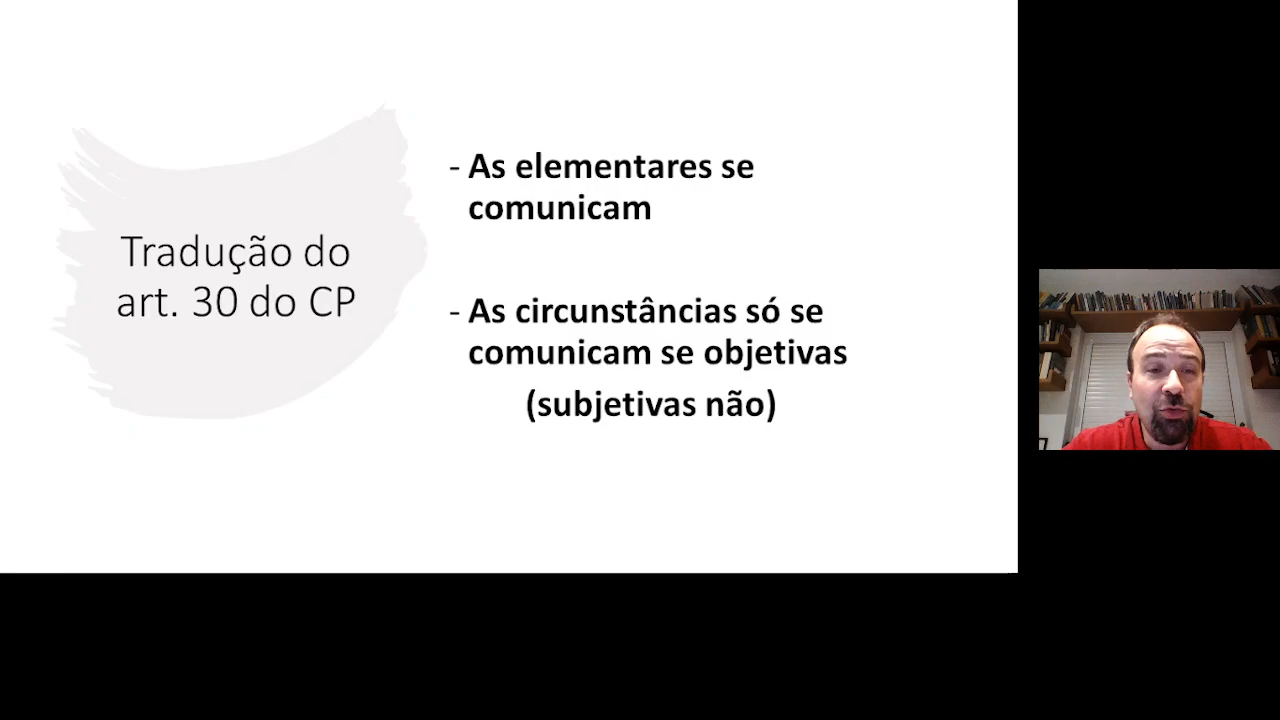 Tradução do
art. 30 do CP
- As elementares se
comunicam
- As circunstâncias só se
comunicam se objetivas
(subjetivas não)